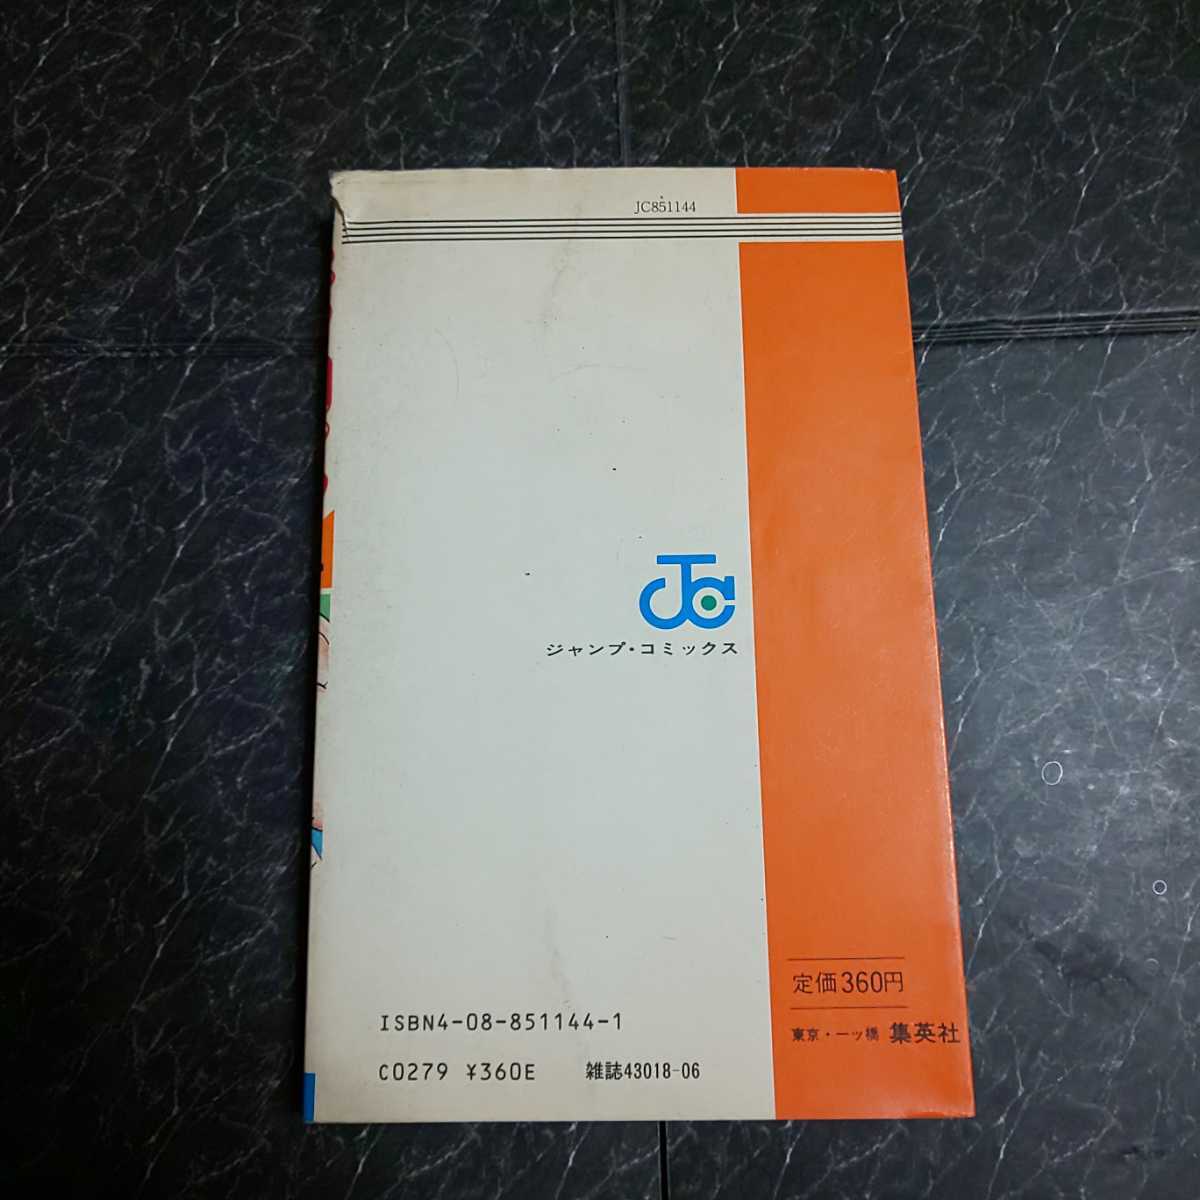 JC851144
JC
ジャンプ・コミックス
定価360円
東京・一ツ橋 集英社
ISBN4-08-851144-1
C0279 ¥360E 雑誌43018-06